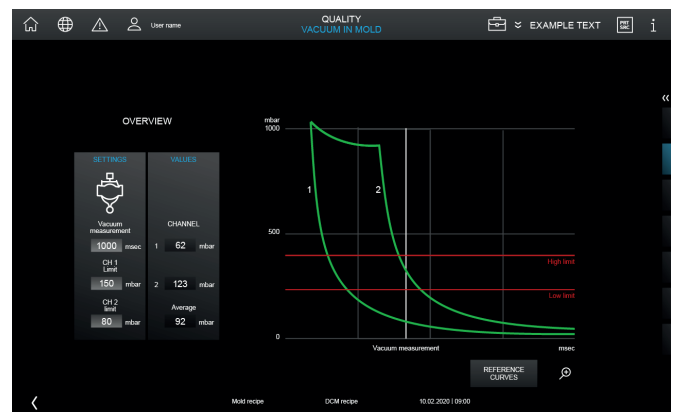 QUALITY
User name
EXAMPLE TEXT
PRT
SRC
i
VACUUM IN MOLD
«
OVERVIEW
mbar
1000
SETTINGS
VALUES
1
2
Vacuum
measurement
CHANNEL
500
1000 msec
1 62 mbar
CH 1
Limit
High limit
150 mbar
2 123 mbar
Low limit
CH 2
limit
Average
80 mbar
92 mbar
0
Vacuum measurement
msec
REFERENCE
CURVES
Mold recipe
DCM recipe
10.02.2020 | 09:00